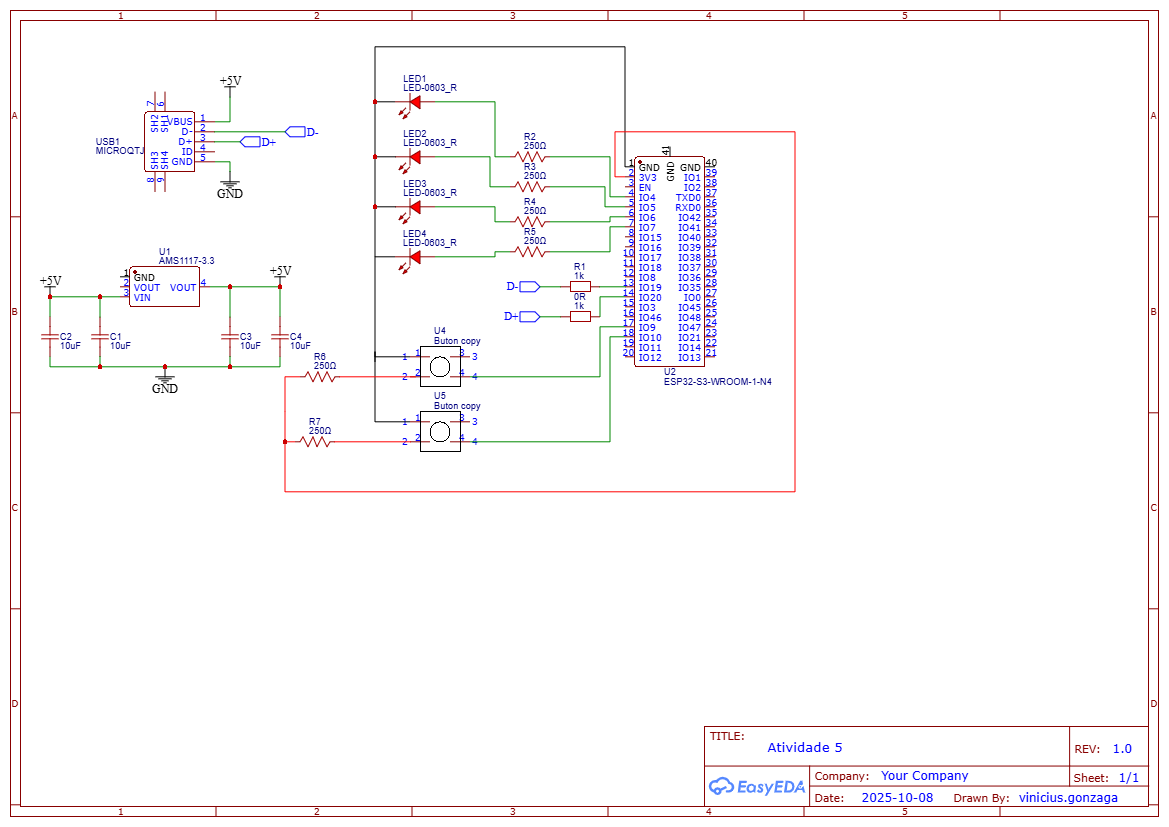 1 2 3 4 5
A A
B B
C C
D D
1 2 3 4 5
+5V
7 6
SH2 SH1
VBUS 1
D- 2
D+ 3
ID 4
GND 5
USB1
MICROQTJ
SH3 SH4
8 9
D-
D+
GND
LED1
LED-0603_R
LED2
LED-0603_R
LED3
LED-0603_R
LED4
LED-0603_R
R2
250Ω
R3
250Ω
R4
250Ω
R5
250Ω
R1
1k
D-
0R
1k
D+
41
GND
1 GND GND 40
2 3V3 IO1 39
3 EN IO2 38
4 IO4 TXD0 37
5 IO5 RXD0 36
6 IO6 IO42 35
7 IO7 IO41 34
8 IO15 IO40 33
9 IO16 IO39 32
10 IO17 IO38 31
11 IO18 IO37 30
12 IO8 IO36 29
13 IO19 IO35 28
14 IO20 IO0 27
15 IO3 IO45 26
16 IO46 IO48 25
17 IO9 IO47 24
18 IO10 IO21 23
19 IO11 IO14 22
20 IO12 IO13 21
U2
ESP32-S3-WROOM-1-N4
U1
AMS1117-3.3
+5V
+5V
1 GND
2 VOUT VOUT 4
3 VIN
C2
10uF
C1
10uF
C3
10uF
C4
10uF
GND
R6
250Ω
U4
Buton copy
1 1 3 3
2 2 4 4
R7
250Ω
U5
Buton copy
1 1 3 3
2 2 4 4
TITLE:
Atividade 5
REV: 1.0
EasyEDA
Company: Your Company
Sheet: 1/1
Date: 2025-10-08 Drawn By: vinicius.gonzaga